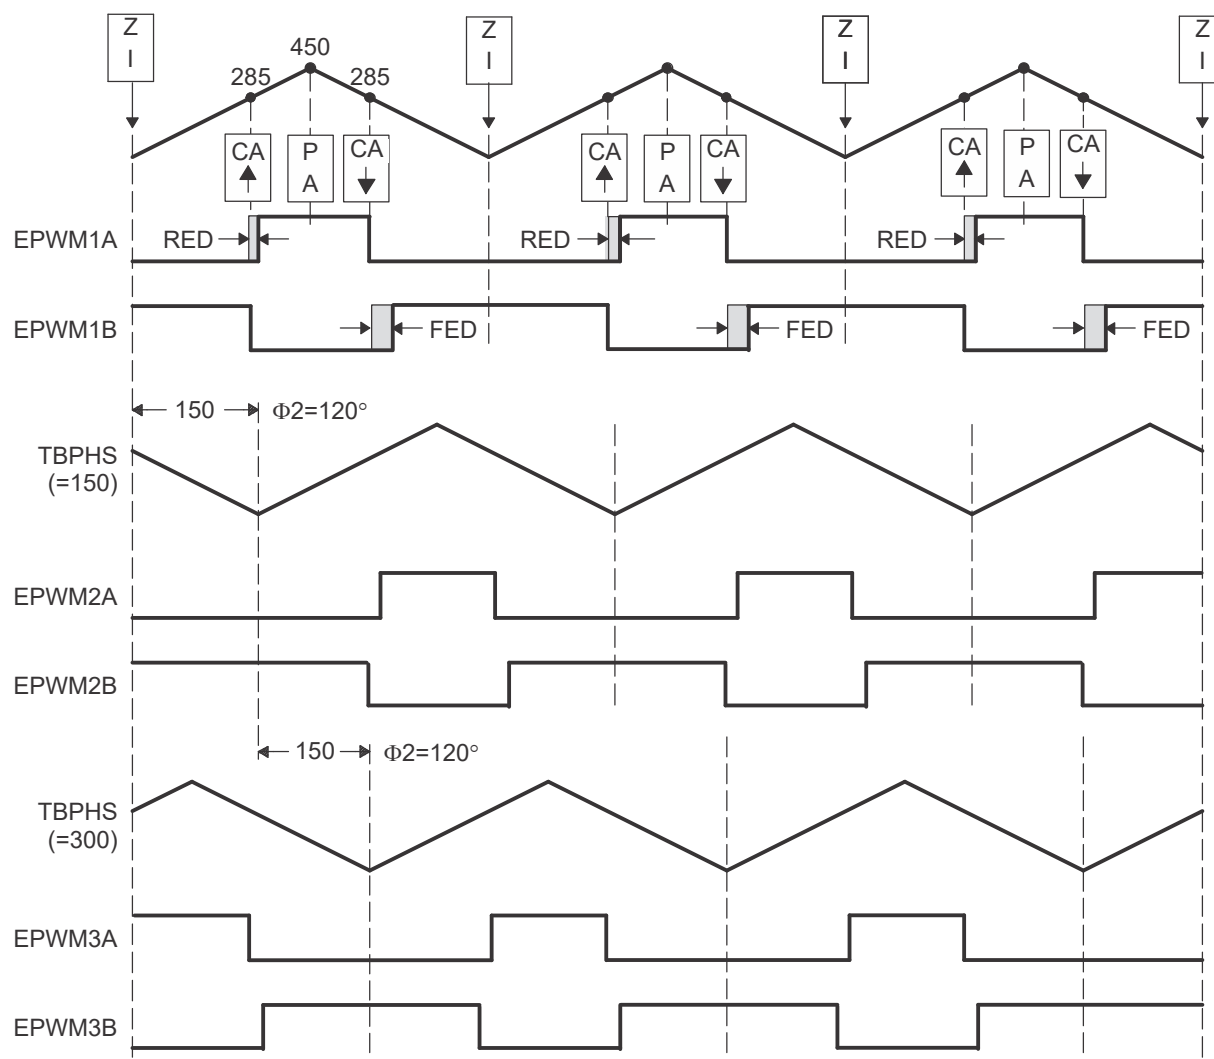 Z
I
Z
I
Z
I
Z
I
450
285
285
CA
P
A
CA
CA
P
A
CA
CA
P
A
CA
EPWM1A
RED
RED
RED
EPWM1B
FED
FED
FED
150
Φ2=120°
TBPHS
(=150)
EPWM2A
EPWM2B
150
Φ2=120°
TBPHS
(=300)
EPWM3A
EPWM3B